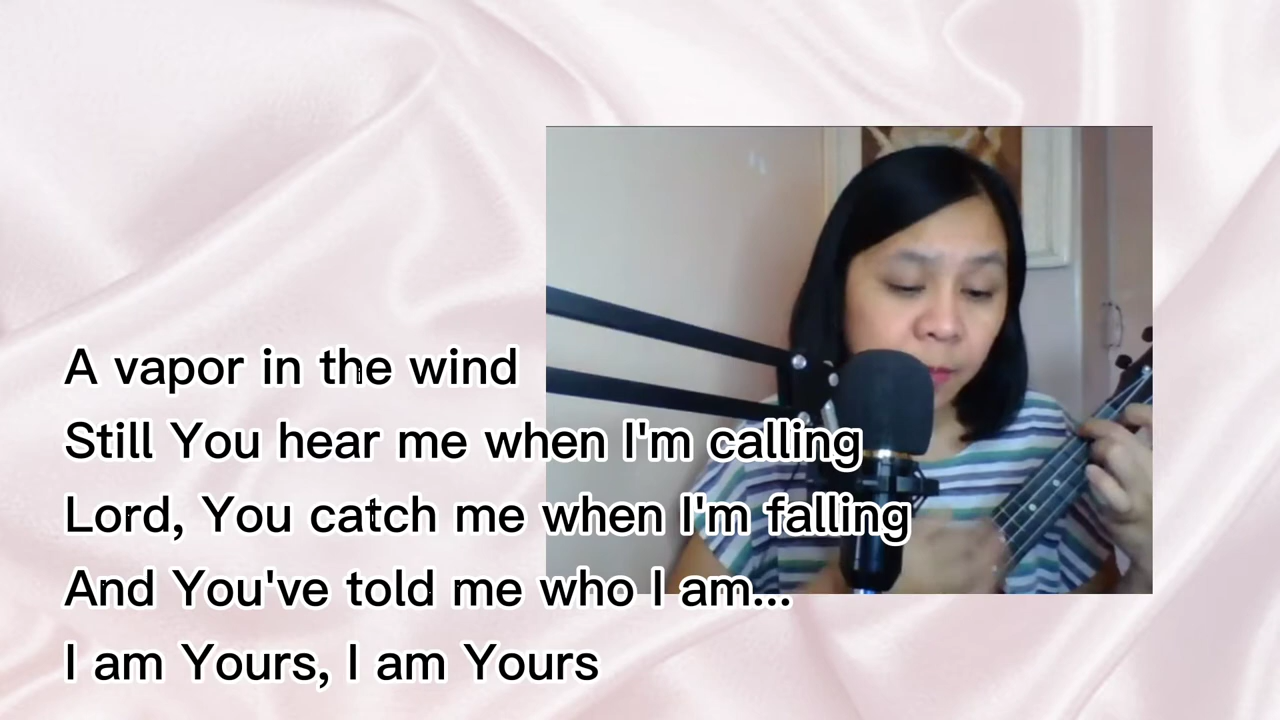 A vapor in the wind
Still You hear me when I'm calling
Lord, You catch me when I'm falling
And You've told me who I am...
I am Yours, I am Yours